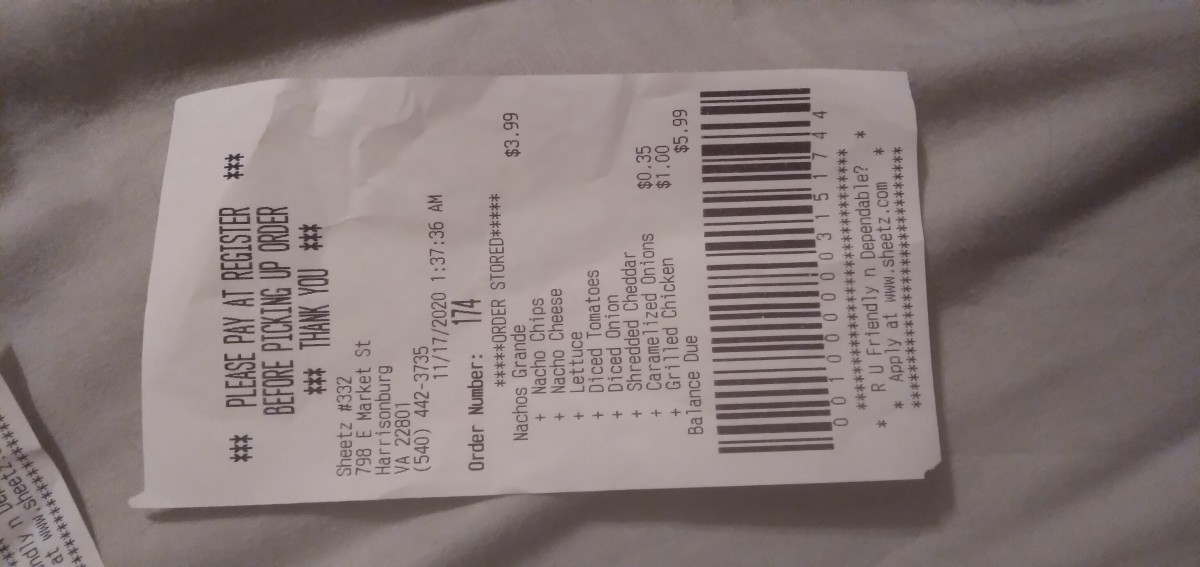 *** PLEASE PAY AT REGISTER ***
BEFORE PICKING UP ORDER
*** THANK YOU ***
Sheetz #332
798 E Market St
Harrisonburg
VA 22801
(540) 442-3735
11/17/2020 1:37:36 AM
Order Number: 174
*****ORDER STORED*****
Nachos Grande $3.99
+ Nacho Chips
+ Nacho Cheese
+ Lettuce
+ Diced Tomatoes
+ Diced Onion
+ Shredded Cheddar
+ Caramelized Onions $0.35
+ Grilled Chicken $1.00
Balance Due $5.99
0 0 1 0 0 0 0 0 0 3 1 5 1 7 4 4
******************************
* R U Friendly n Dependable? *
* Apply at www.sheetz.com *
******************************
ndly n
at www.sheetz